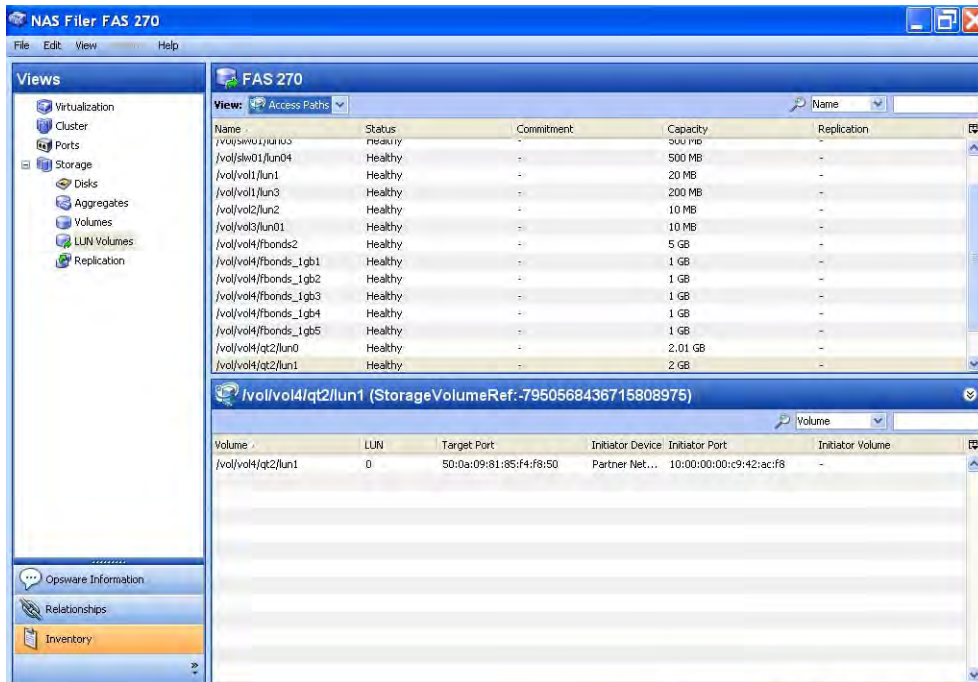 NAS Filer FAS 270
File Edit View Help
Views
Virtualization
Cluster
Ports
Storage
Disks
Aggregates
Volumes
LUN Volumes
Replication
Opsware Information
Relationships
Inventory
FAS 270
View: Access Paths Name
Name Status Commitment Capacity Replication
/vol/slw01/lun03 Healthy - 500 MB -
/vol/slw01/lun04 Healthy - 500 MB -
/vol/vol1/lun1 Healthy - 20 MB -
/vol/vol1/lun3 Healthy - 200 MB -
/vol/vol2/lun2 Healthy - 10 MB -
/vol/vol3/lun01 Healthy - 10 MB -
/vol/vol4/fbonds2 Healthy - 5 GB -
/vol/vol4/fbonds_1gb1 Healthy - 1 GB -
/vol/vol4/fbonds_1gb2 Healthy - 1 GB -
/vol/vol4/fbonds_1gb3 Healthy - 1 GB -
/vol/vol4/fbonds_1gb4 Healthy - 1 GB -
/vol/vol4/fbonds_1gb5 Healthy - 1 GB -
/vol/vol4/qt2/lun0 Healthy - 2.01 GB -
/vol/vol4/qt2/lun1 Healthy - 2 GB -
/vol/vol4/qt2/lun1 (StorageVolumeRef:-7950568436715808975)
Volume
Volume LUN Target Port Initiator Device Initiator Port Initiator Volume
/vol/vol4/qt2/lun1 0 50:0a:09:81:85:f4:f8:50 Partner Net... 10:00:00:00:c9:42:ac:f8 -